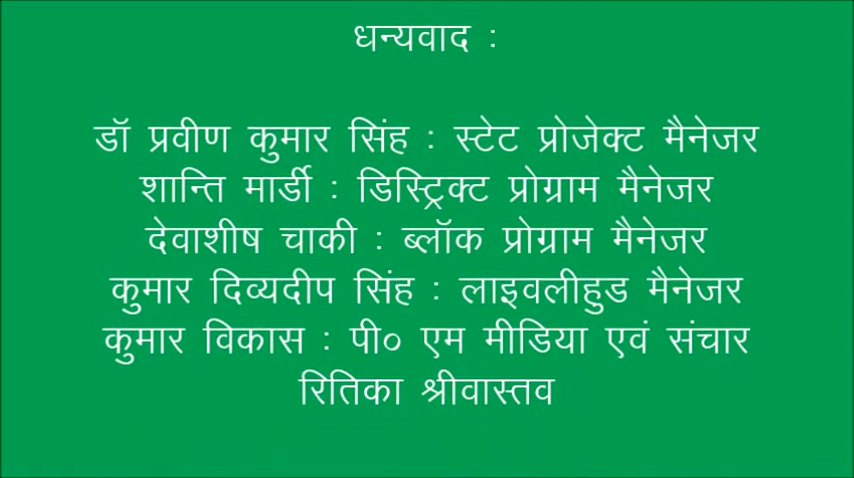 धन्यवाद :
डॉ प्रवीण कुमार सिंह : स्टेट प्रोजेक्ट मैनेजर
शान्ति मार्डी : डिस्ट्रिक्ट प्रोग्राम मैनेजर
देवाशीष चाकी : ब्लॉक प्रोग्राम मैनेजर
कुमार दिव्यदीप सिंह : लाइवलीहुड मैनेजर
कुमार विकास : पी० एम मीडिया एवं संचार
रितिका श्रीवास्तव